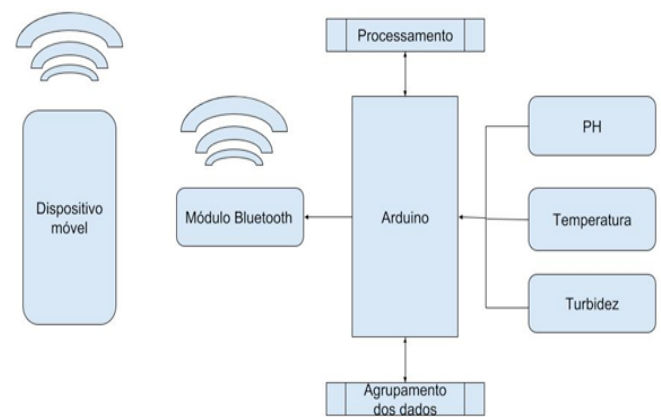 Processamento
PH
Dispositivo
móvel
Módulo Bluetooth
Arduino
Temperatura
Turbidez
Agrupamento
dos dados